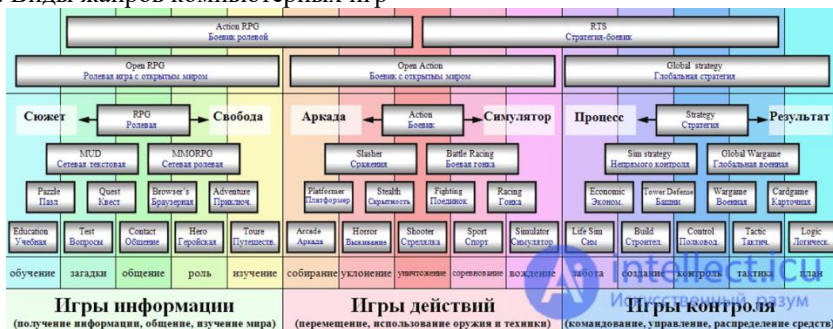 Виды жанров компьютерных игр
Action RPG
Боевик ролевой
RTS
Стратегия-боевик
Open RPG
Ролевая игра с открытым миром
Open Action
Боевик с открытым миром
Global strategy
Глобальная стратегия
Сюжет
RPG
Ролевая
Свобода
Аркада
Action
Боевик
Симулятор
Процесс
Strategy
Стратегия
Результат
MUD
Сетевая текстовая
MMORPG
Сетевая ролевая
Slasher
Сражения
Battle Racing
Боевая гонка
Sim strategy
Непрямого контроля
Global Wargame
Глобальная военная
Pazzle
Пазл
Quest
Квест
Browser's
Браузерная
Adventure
Приключ.
Platformer
Платформер
Stealth
Скрытность
Fighting
Поединок
Racing
Гонка
Economic
Эконом.
Tower Defense
Башни
Wargame
Военная
Cardgame
Карточная
Education
Учебная
Test
Вопросы
Contact
Общение
Hero
Геройская
Toure
Путешеств.
Arcade
Аркада
Horror
Выживание
Shooter
Стрелялка
Sport
Спорт
Simulator
Симулятор
Life Sim
Сим
Build
Строител.
Control
Полковод.
Tactic
Тактич.
Logic
Логическ.
обучение загадки общение роль изучение собирание уклонение уничтожение соревнование вождение забота создание контроль тактика план
intellect.icu
Искусственный разум
Игры информации
(получение информации, общение, изучение мира)
Игры действий
(перемещение, использование оружия и техники)
Игры контроля
(командование, управление, распределение средств)